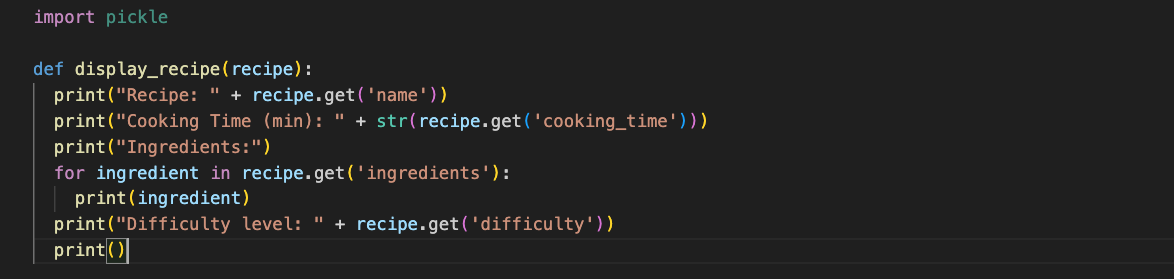 import pickle

def display_recipe(recipe):
  print("Recipe: " + recipe.get('name'))
  print("Cooking Time (min): " + str(recipe.get('cooking_time')))
  print("Ingredients:")
  for ingredient in recipe.get('ingredients'):
    print(ingredient)
  print("Difficulty level: " + recipe.get('difficulty'))
  print()